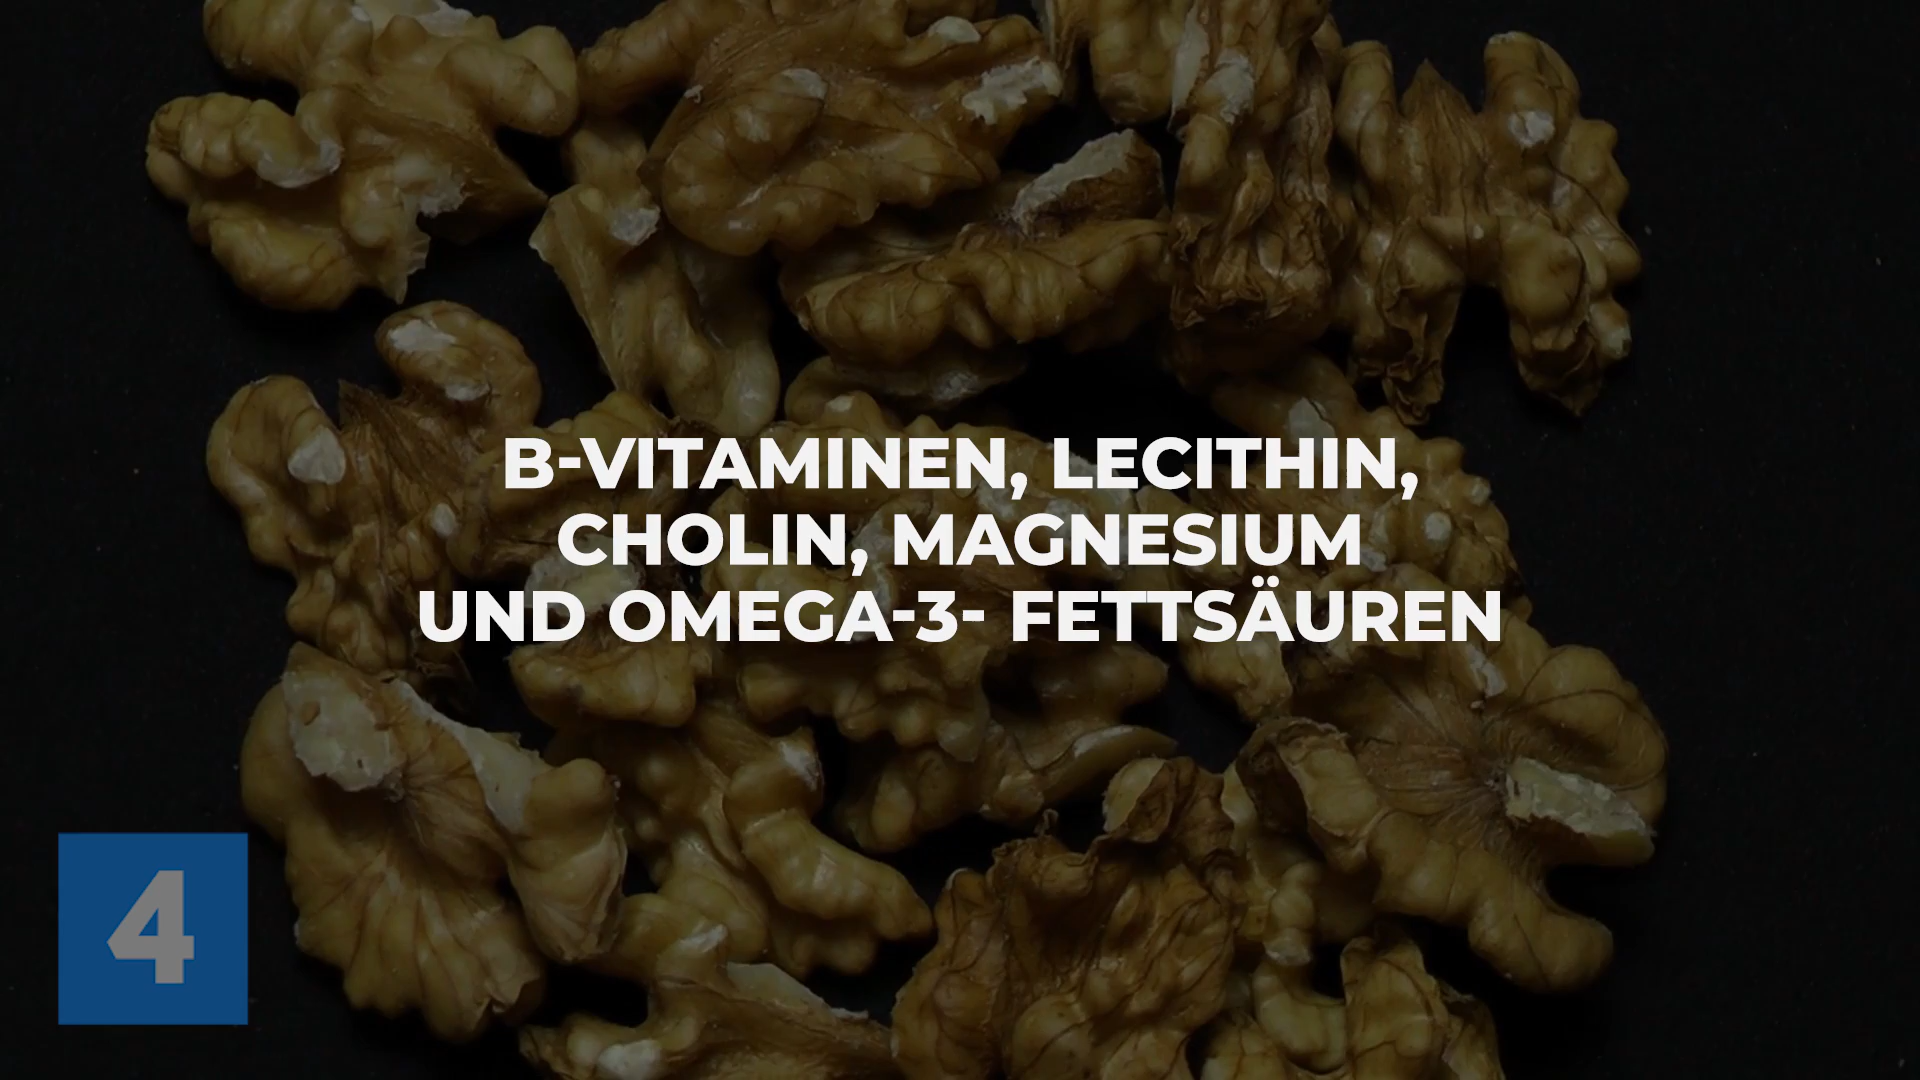 B-VITAMINEN, LECITHIN,
CHOLIN, MAGNESIUM
UND OMEGA-3- FETTSÄUREN
4